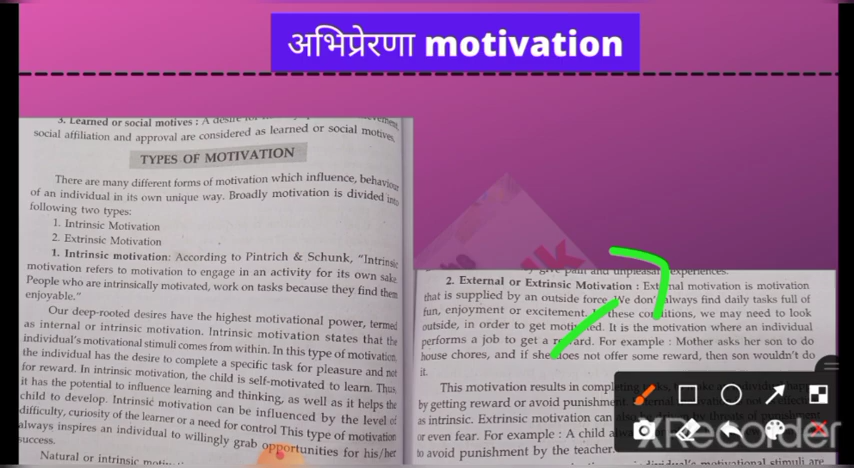 अभिप्रेरणा motivation
3. Learned or social motives : A desire
social affiliation and approval are considered as learned or social motives.
TYPES OF MOTIVATION
There are many different forms of motivation which influence, behaviour
of an individual in its own unique way. Broadly motivation is divided into
following two types:
1. Intrinsic Motivation
2. Extrinsic Motivation
1. Intrinsic motivation: According to Pintrich & Schunk, “Intrinsic
motivation refers to motivation to engage in an activity for its own sake.
People who are intrinsically motivated, work on tasks because they find them
enjoyable.”
Our deep-rooted desires have the highest motivational power, termed
as internal or intrinsic motivation. Intrinsic motivation states that the
individual's motivational stimuli comes from within. In this type of motivation,
the individual has the desire to complete a specific task for pleasure and not
for reward. In intrinsic motivation, the child is self-motivated to learn. Thus,
it has the potential to influence learning and thinking, as well as it helps the
child to develop. Intrinsic motivation can be influenced by the level of
difficulty, curiosity of the learner or a need for control This type of motivation
always inspires an individual to willingly grab opportunities for his/her
success.
Natural or intrinsic
give pain and unpleasant experiences.
2. External or Extrinsic Motivation : External motivation is motivation
that is supplied by an outside force. We don't always find daily tasks full of
fun, enjoyment or excitement. In these conditions, we may need to look
outside, in order to get motivated. It is the motivation where an individual
performs a job to get a reward. For example : Mother asks her son to do
house chores, and if she does not offer some reward, then son wouldn't do
it.
This motivation results in completing
by getting reward or avoid punishment.
as intrinsic. Extrinsic motivation can
or even fear. For example : A child
to avoid punishment by the teacher.
stimuli are
XRecorder